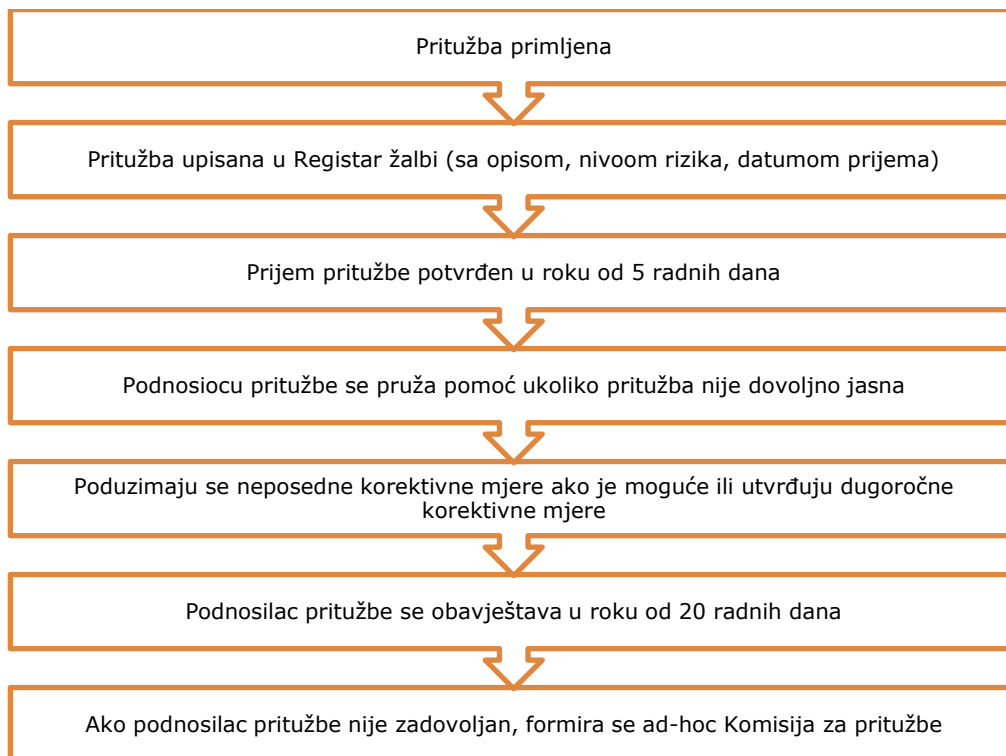 Pritužba primljena
Pritužba upisana u Registar žalbi (sa opisom, nivoom rizika, datumom prijema)
Prijem pritužbe potvrđen u roku od 5 radnih dana
Podnosiocu pritužbe se pruža pomoć ukoliko pritužba nije dovoljno jasna
Poduzimaju se neposedne korektivne mjere ako je moguće ili utvrđuju dugoročne
korektivne mjere
Podnosilac pritužbe se obavještava u roku od 20 radnih dana
Ako podnosilac pritužbe nije zadovoljan, formira se ad-hoc Komisija za pritužbe